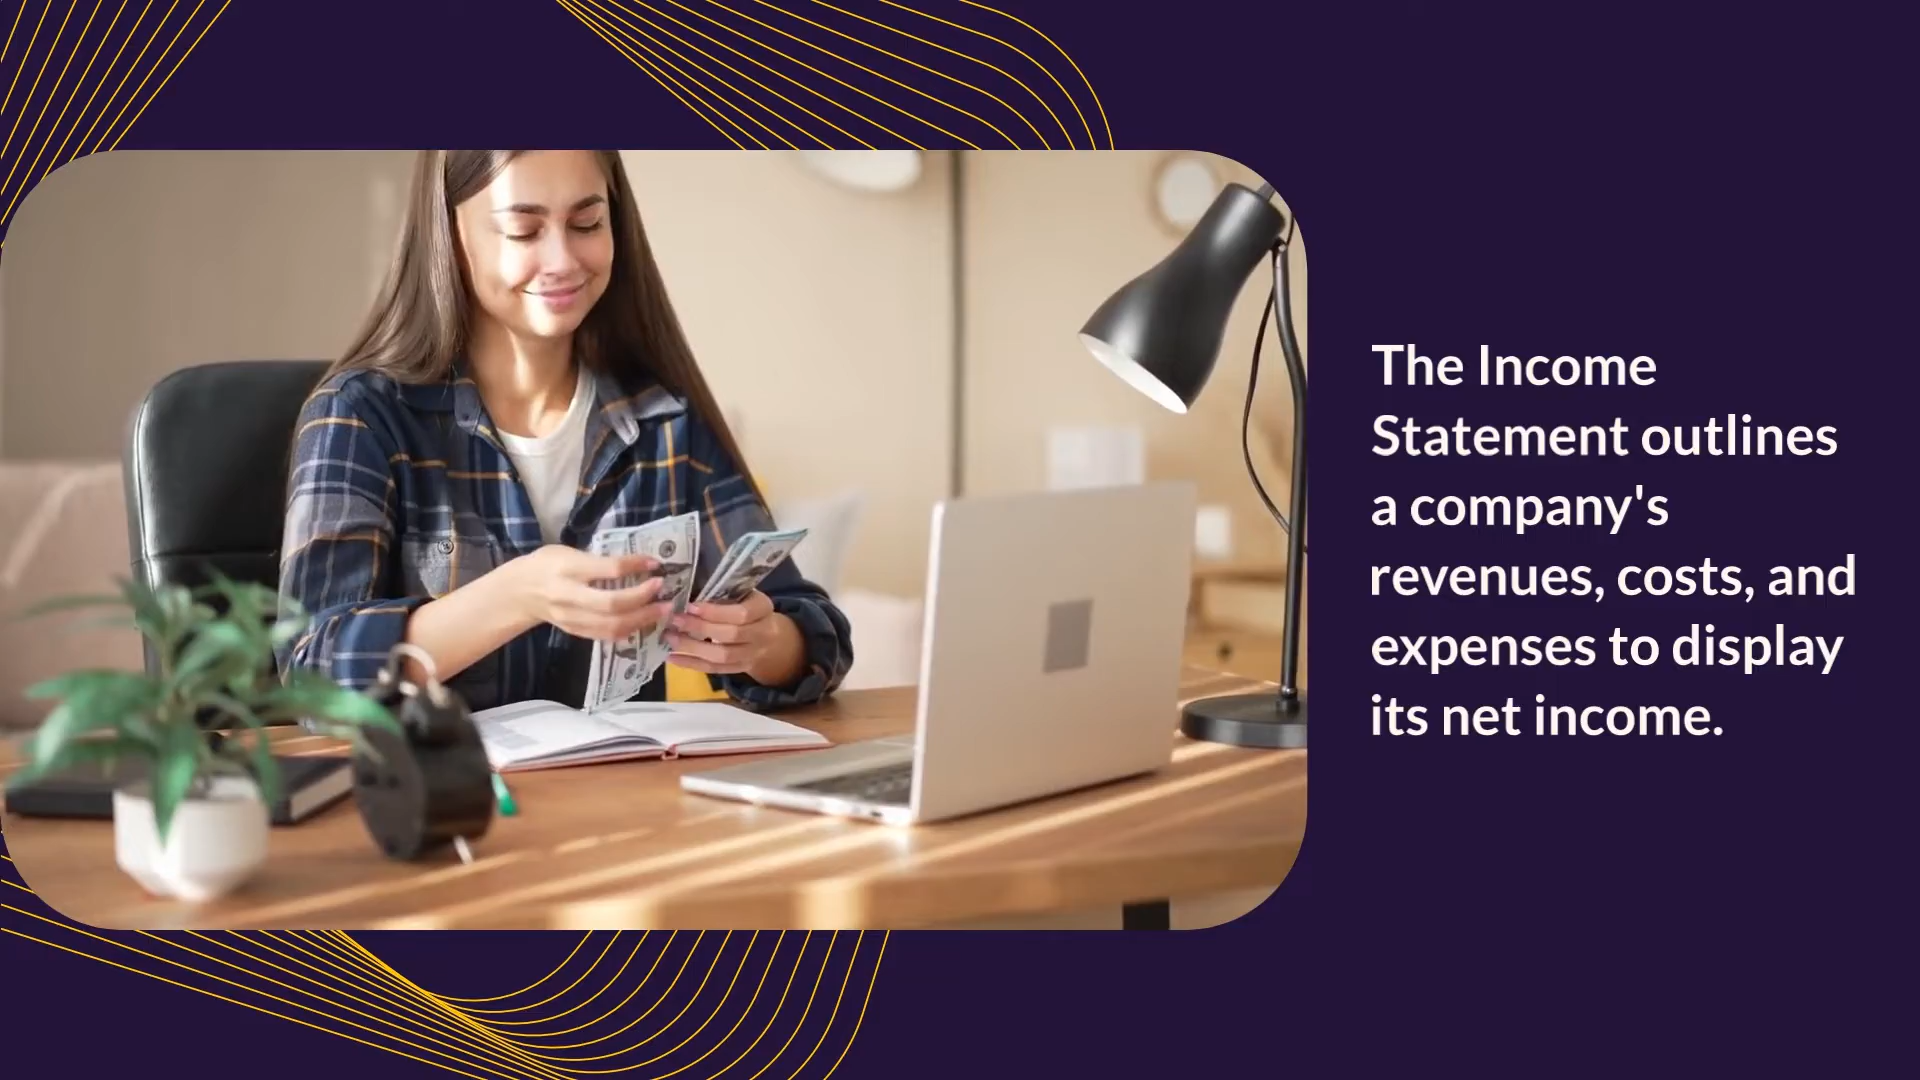 The Income
Statement outlines
a company's
revenues, costs, and
expenses to display
its net income.